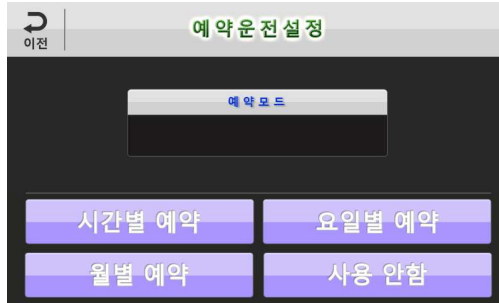 예약운전설정
이전
예약모드
시간별 예약
요일별 예약
월별 예약
사용 안함